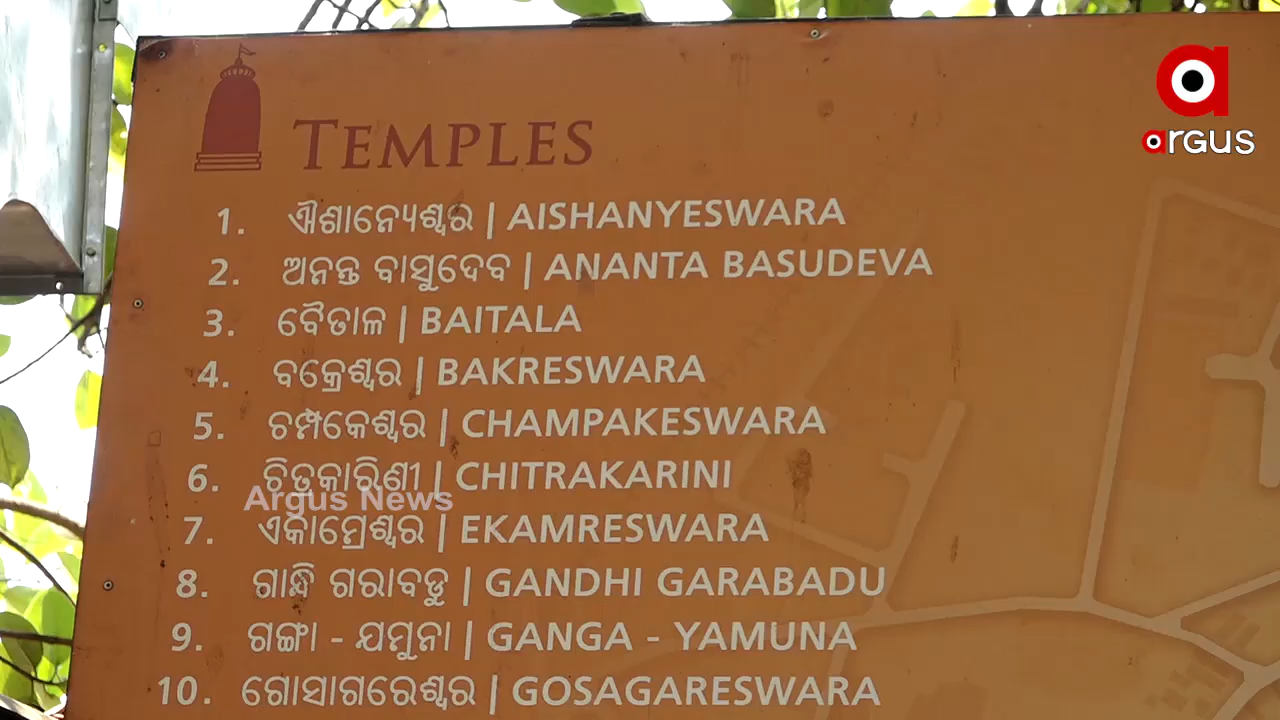 TEMPLES
argus
1. ଐଶାନ୍ୟେଶ୍ୱର | AISHANYESWARA
2. ଅନନ୍ତ ବାସୁଦେବ | ANANTA BASUDEVA
3. ବୈତାଳ | BAITALA
4. ବକ୍ରେଶ୍ୱର | BAKRESWARA
5. ଚମ୍ପକେଶ୍ୱର | CHAMPAKESWARA
6. ଚିତ୍ରକାରିଣୀ | CHITRAKARINI
Argus News
7. ଏକାମ୍ରେଶ୍ୱର | EKAMRESWARA
8. ଗାନ୍ଧି ଗରାବଡୁ | GANDHI GARABADU
9. ଗଙ୍ଗା - ଯମୁନା | GANGA - YAMUNA
10. ଗୋସାଗରେଶ୍ୱର | GOSAGARESWARA